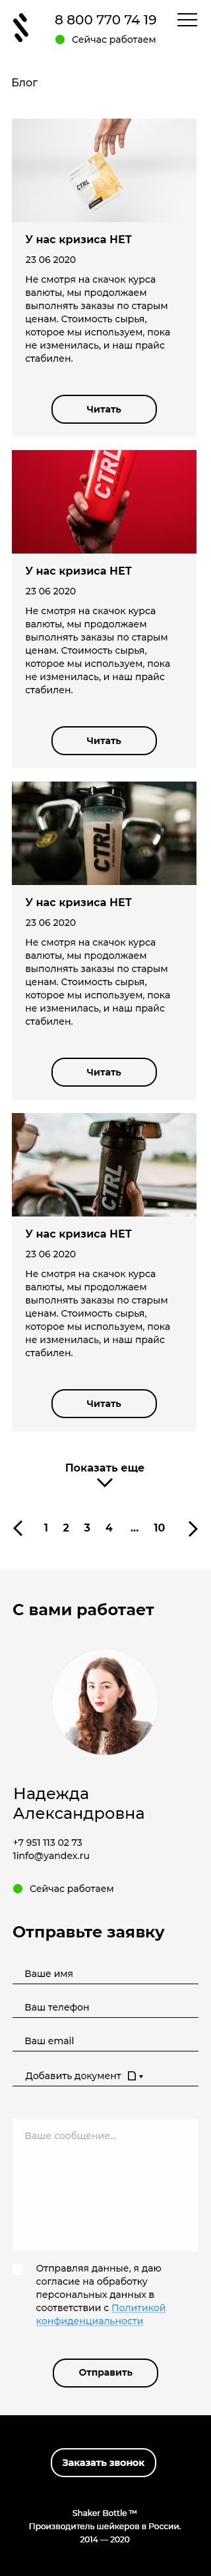 8 800 770 74 19
Сейчас работаем
Блог
CTRL
У нас кризиса НЕТ
23 06 2020
Не смотря на скачок курса
валюты, мы продолжаем
выполнять заказы по старым
ценам. Стоимость сырья,
которое мы используем, пока
не изменилась, и наш прайс
стабилен.
Читать
CTRL
У нас кризиса НЕТ
23 06 2020
Не смотря на скачок курса
валюты, мы продолжаем
выполнять заказы по старым
ценам. Стоимость сырья,
которое мы используем, пока
не изменилась, и наш прайс
стабилен.
Читать
CTRL
У нас кризиса НЕТ
23 06 2020
Не смотря на скачок курса
валюты, мы продолжаем
выполнять заказы по старым
ценам. Стоимость сырья,
которое мы используем, пока
не изменилась, и наш прайс
стабилен.
Читать
CTRL
У нас кризиса НЕТ
23 06 2020
Не смотря на скачок курса
валюты, мы продолжаем
выполнять заказы по старым
ценам. Стоимость сырья,
которое мы используем, пока
не изменилась, и наш прайс
стабилен.
Читать
Показать еще
1 2 3 4 ... 10
С вами работает
Надежда
Александровна
+7 951 113 02 73
1info@yandex.ru
Сейчас работаем
Отправьте заявку
Ваше имя
Ваш телефон
Ваш email
Добавить документ
Ваше сообщение...
Отправляя данные, я даю
согласие на обработку
персональных данных в
соответствии с Политикой
конфиденциальности
Отправить
Заказать звонок
Shaker Bottle ™
Производитель шейкеров в России.
2014 — 2020